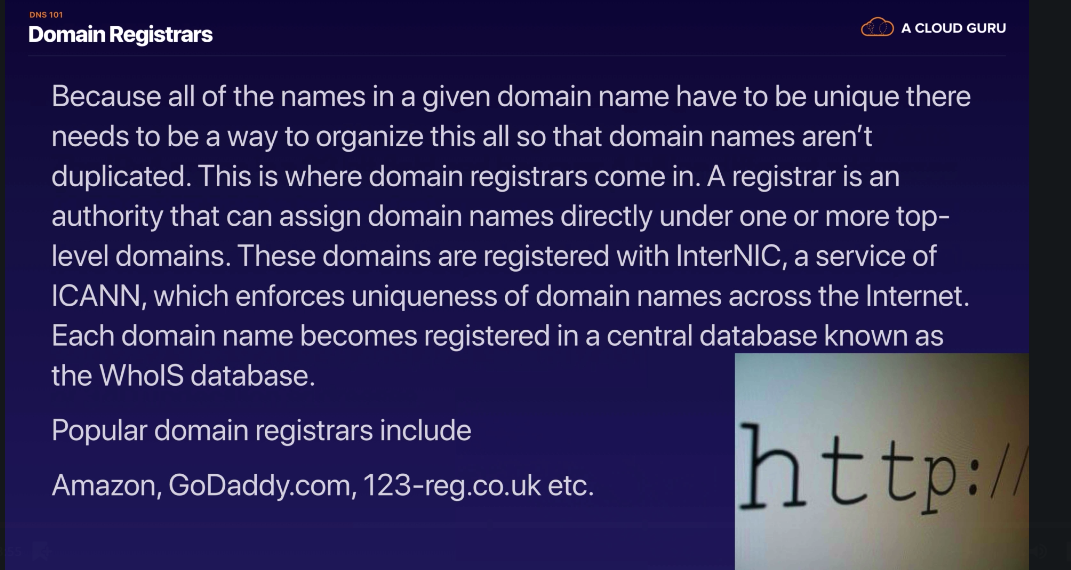 DNS 101
Domain Registrars
A CLOUD GURU
Because all of the names in a given domain name have to be unique there
needs to be a way to organize this all so that domain names aren’t
duplicated. This is where domain registrars come in. A registrar is an
authority that can assign domain names directly under one or more top-
level domains. These domains are registered with InterNIC, a service of
ICANN, which enforces uniqueness of domain names across the Internet.
Each domain name becomes registered in a central database known as
the WhoIS database.
Popular domain registrars include
Amazon, GoDaddy.com, 123-reg.co.uk etc.
http://